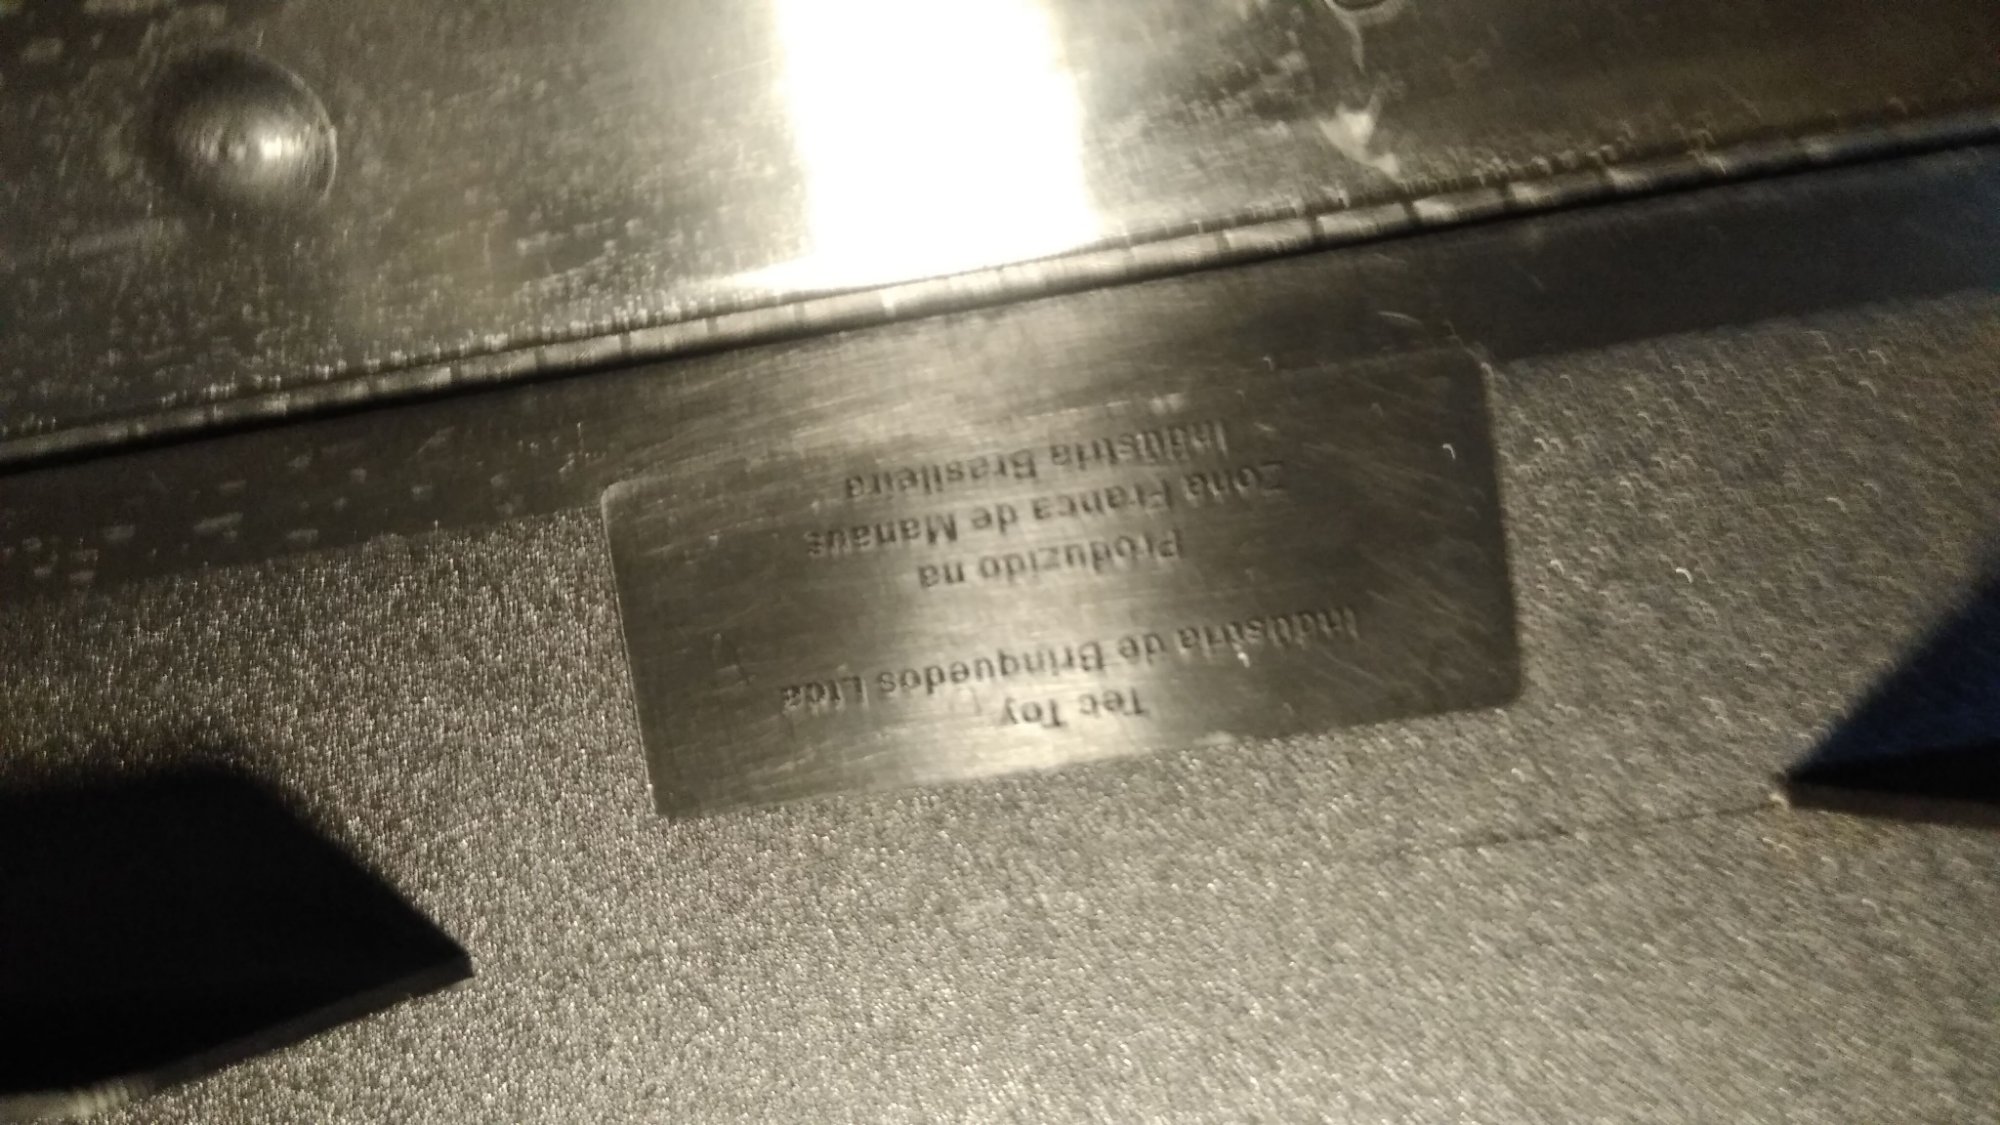 Tec Toy
Indústria de Brinquedos Ltda
Produzido na
Zona Franca de Manaus
Indústria Brasileira